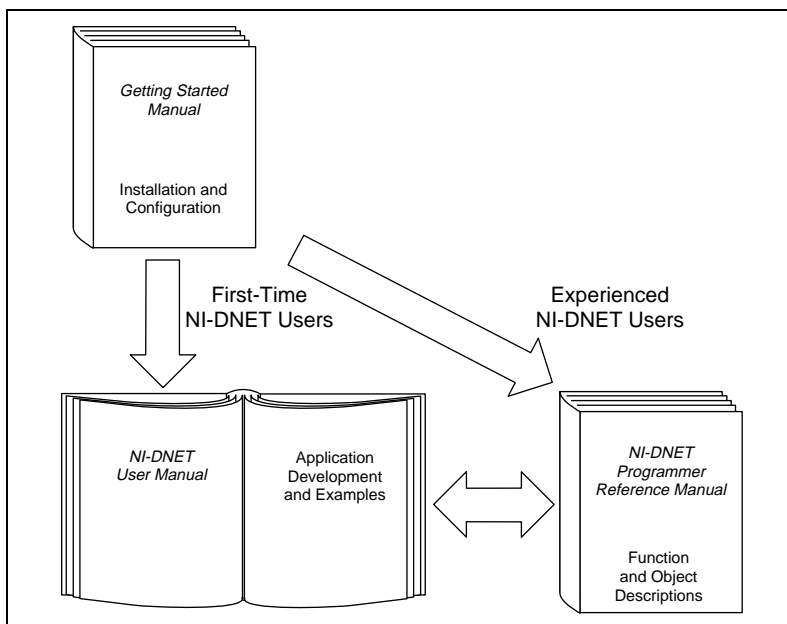 Getting Started
Manual
Installation and
Configuration
First-Time
NI-DNET Users
Experienced
NI-DNET Users
NI-DNET
User Manual
Application
Development
and Examples
NI-DNET
Programmer
Reference Manual
Function
and Object
Descriptions